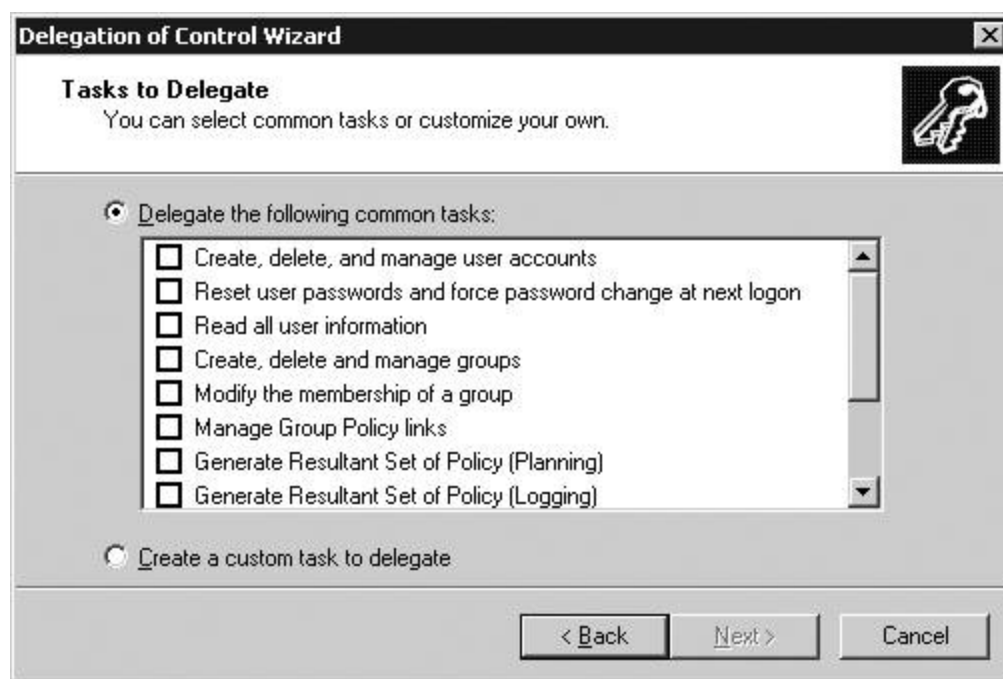 Delegation of Control Wizard
Tasks to Delegate
You can select common tasks or customize your own.
Delegate the following common tasks:
Create, delete, and manage user accounts
Reset user passwords and force password change at next logon
Read all user information
Create, delete and manage groups
Modify the membership of a group
Manage Group Policy links
Generate Resultant Set of Policy (Planning)
Generate Resultant Set of Policy (Logging)
Create a custom task to delegate
< Back Next > Cancel